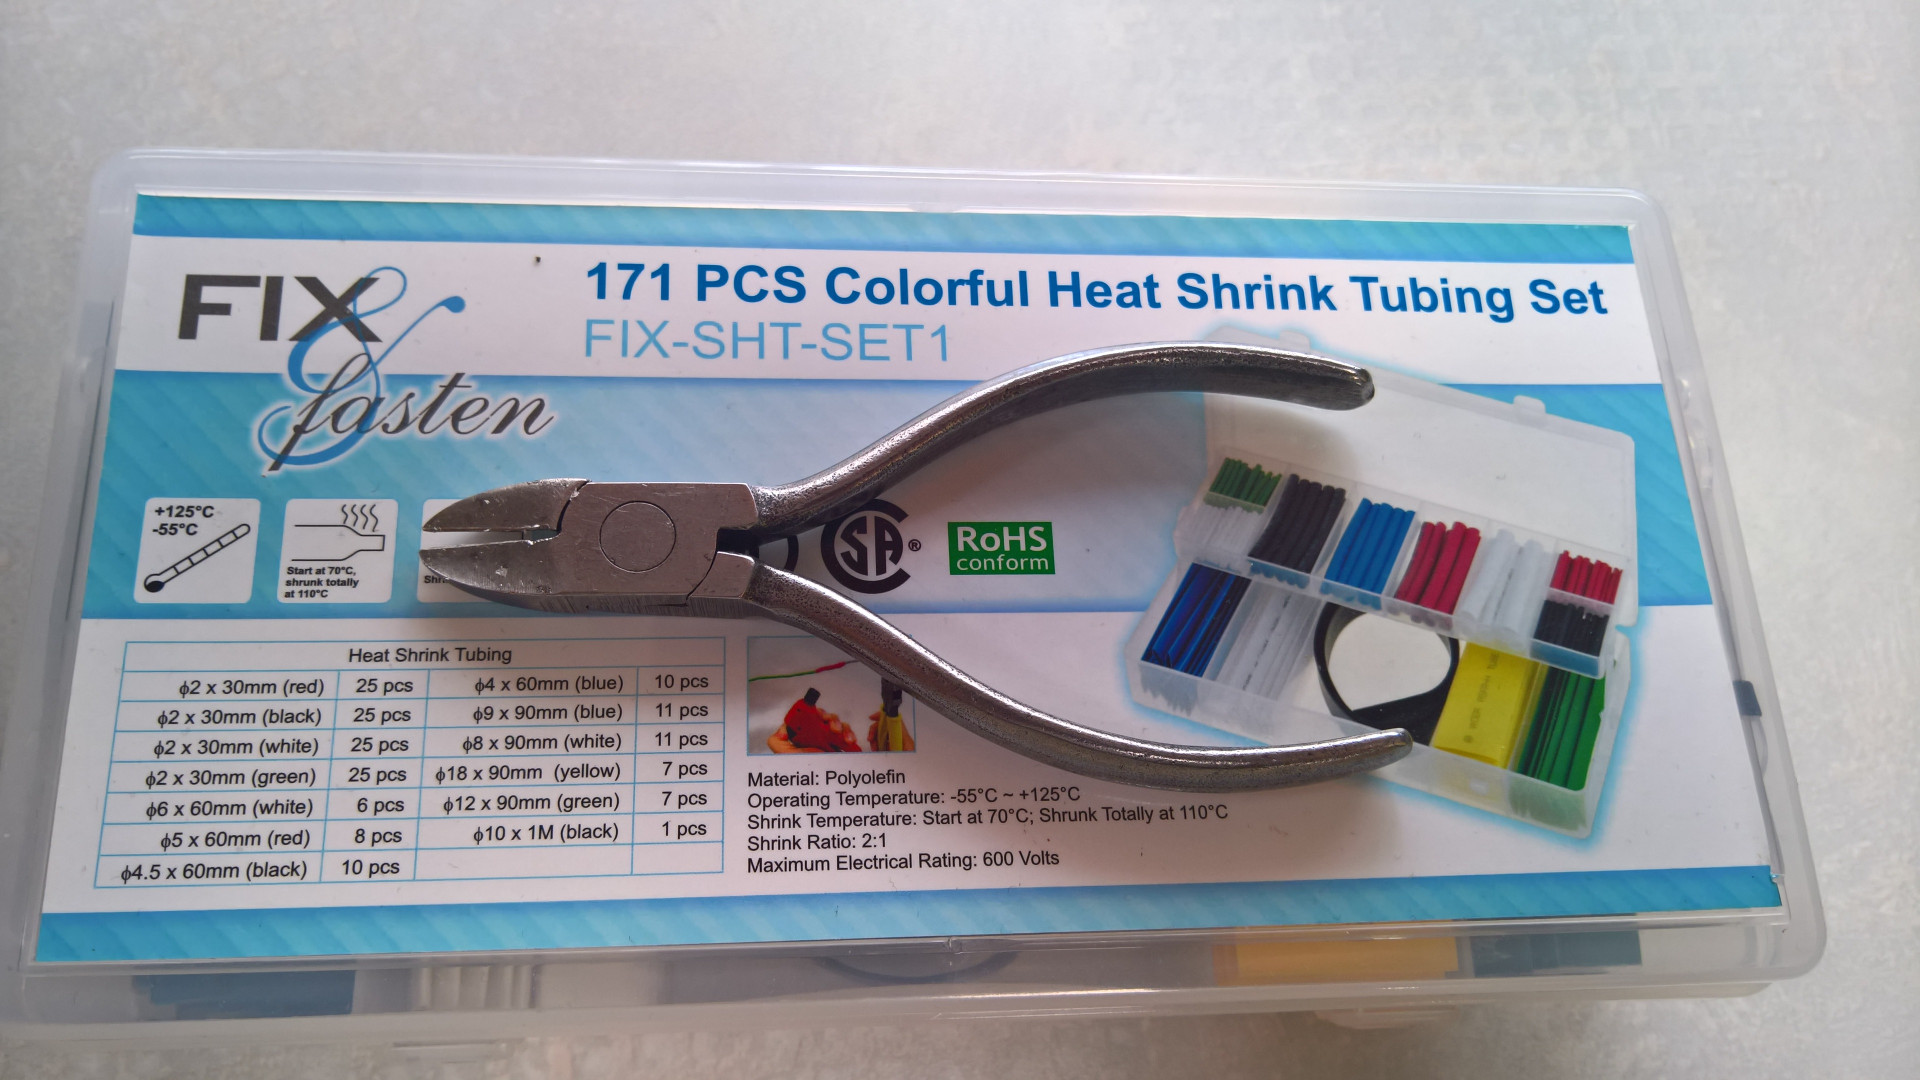 FIX
&
fasten
171 PCS Colorful Heat Shrink Tubing Set
FIX-SHT-SET1
+125°C
-55°C
Start at 70°C,
shrunk totally
at 110°C
SA ®
RoHS
conform
Heat Shrink Tubing
ϕ2 x 30mm (red) 25 pcs ϕ4 x 60mm (blue) 10 pcs
ϕ2 x 30mm (black) 25 pcs ϕ9 x 90mm (blue) 11 pcs
ϕ2 x 30mm (white) 25 pcs ϕ8 x 90mm (white) 11 pcs
ϕ2 x 30mm (green) 25 pcs ϕ18 x 90mm (yellow) 7 pcs
ϕ6 x 60mm (white) 6 pcs ϕ12 x 90mm (green) 7 pcs
ϕ5 x 60mm (red) 8 pcs ϕ10 x 1M (black) 1 pcs
ϕ4.5 x 60mm (black) 10 pcs
Material: Polyolefin
Operating Temperature: -55°C ~ +125°C
Shrink Temperature: Start at 70°C; Shrunk Totally at 110°C
Shrink Ratio: 2:1
Maximum Electrical Rating: 600 Volts